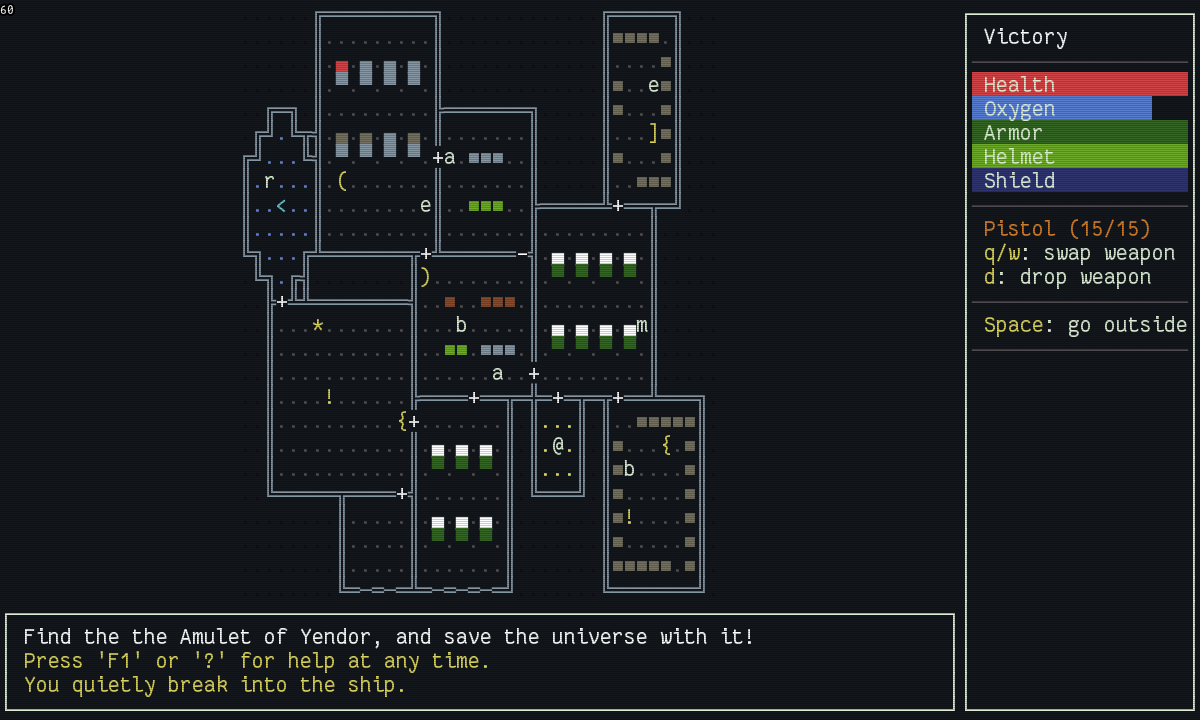 60
Victory
Health
Oxygen
Armor
Helmet
Shield
Pistol (15/15)
q/w: swap weapon
d: drop weapon
Space: go outside
e
]
+a
r
(
<
e
+
+
-
)
+
*
b
m
a
+
!
+
+
+
{+
{
@
b
+
!
Find the the Amulet of Yendor, and save the universe with it!
Press 'F1' or '?' for help at any time.
You quietly break into the ship.